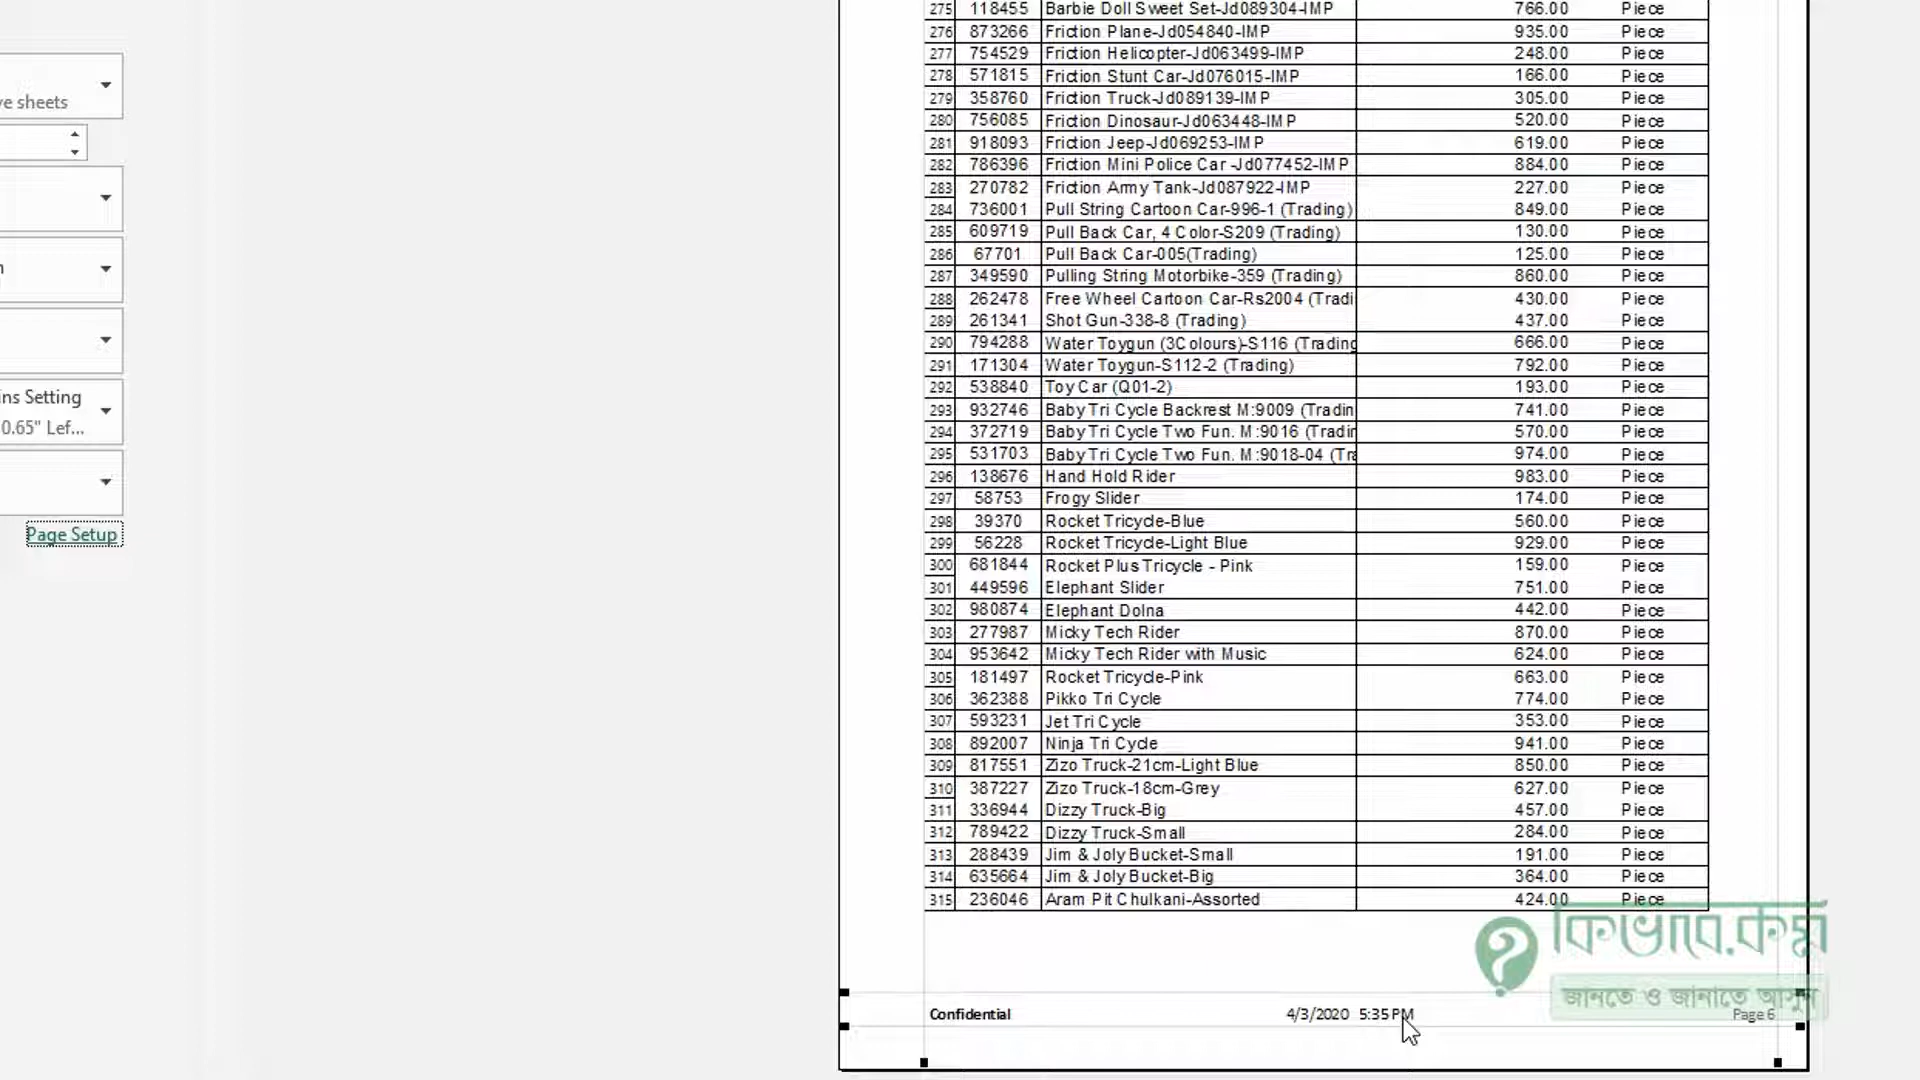 ve sheets
ins Setting
0.65" Lef...
Page Setup
275 118455 Barbie Doll Sweet Set-Jd089304-IMP 766.00 Piece
276 873266 Friction Plane-Jd054840-IMP 935.00 Piece
277 754529 Friction Helicopter-Jd063499-IMP 248.00 Piece
278 571815 Friction Stunt Car-Jd076015-IMP 166.00 Piece
279 358760 Friction Truck-Jd089139-IMP 305.00 Piece
280 756085 Friction Dinosaur-Jd063448-IMP 520.00 Piece
281 918093 Friction Jeep-Jd069253-IMP 619.00 Piece
282 786396 Friction Mini Police Car -Jd077452-IMP 884.00 Piece
283 270782 Friction Army Tank-Jd087922-IMP 227.00 Piece
284 736001 Pull String Cartoon Car-996-1 (Trading) 849.00 Piece
285 609719 Pull Back Car, 4 Color-S209 (Trading) 130.00 Piece
286 67701 Pull Back Car-005(Trading) 125.00 Piece
287 349590 Pulling String Motorbike-359 (Trading) 860.00 Piece
288 262478 Free Wheel Cartoon Car-Rs2004 (Tradi 430.00 Piece
289 261341 Shot Gun-338-8 (Trading) 437.00 Piece
290 794288 Water Toygun (3Colours)-S116 (Trading 666.00 Piece
291 171304 Water Toygun-S112-2 (Trading) 792.00 Piece
292 538840 Toy Car (Q01-2) 193.00 Piece
293 932746 Baby Tri Cycle Backrest M:9009 (Tradin 741.00 Piece
294 372719 Baby Tri Cycle Two Fun. M:9016 (Tradin 570.00 Piece
295 531703 Baby Tri Cycle Two Fun. M:9018-04 (Tra 974.00 Piece
296 138676 Hand Hold Rider 983.00 Piece
297 58753 Frogy Slider 174.00 Piece
298 39370 Rocket Tricycle-Blue 560.00 Piece
299 56228 Rocket Tricycle-Light Blue 929.00 Piece
300 681844 Rocket Plus Tricycle - Pink 159.00 Piece
301 449596 Elephant Slider 751.00 Piece
302 980874 Elephant Dolna 442.00 Piece
303 277987 Micky Tech Rider 870.00 Piece
304 953642 Micky Tech Rider with Music 624.00 Piece
305 181497 Rocket Tricycle-Pink 663.00 Piece
306 362388 Pikko Tri Cycle 774.00 Piece
307 593231 Jet Tri Cycle 353.00 Piece
308 892007 Ninja Tri Cycle 941.00 Piece
309 817551 Zizo Truck-21cm-Light Blue 850.00 Piece
310 387227 Zizo Truck-18cm-Grey 627.00 Piece
311 336944 Dizzy Truck-Big 457.00 Piece
312 789422 Dizzy Truck-Small 284.00 Piece
313 288439 Jim & Joly Bucket-Small 191.00 Piece
314 635664 Jim & Joly Bucket-Big 364.00 Piece
315 236046 Aram Pit Chulkani-Assorted 424.00 Piece
কিভাবে.কম
জানতে ও জানাতে আসুন
Confidential 4/3/2020 5:35 PM Page 6